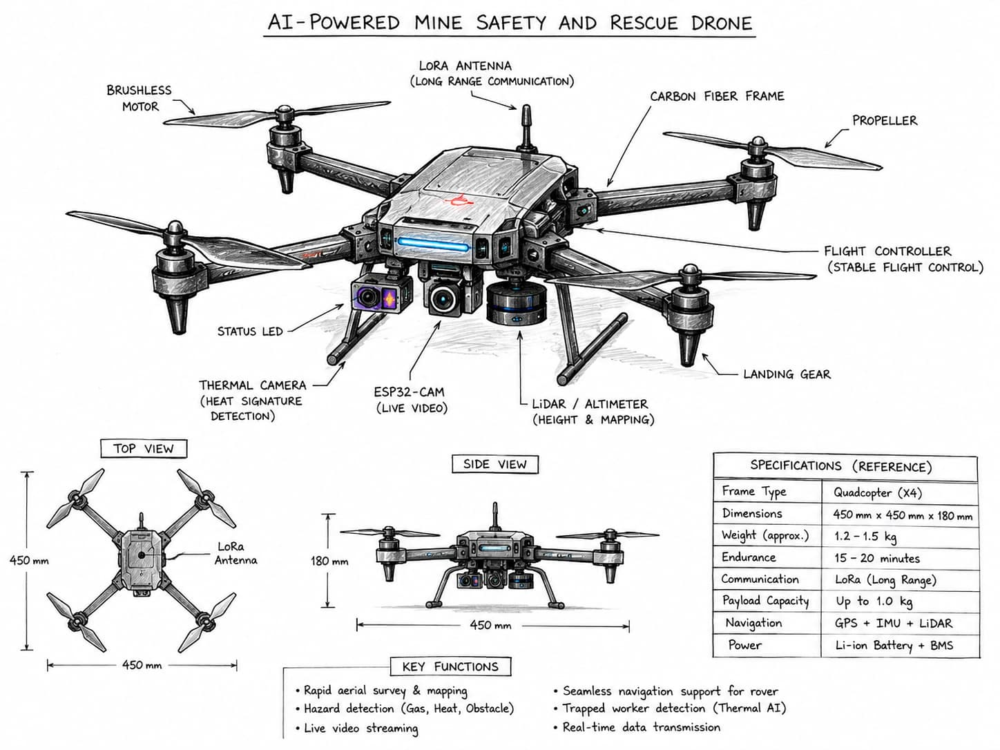 AI-POWERED MINE SAFETY AND RESCUE DRONE
LORA ANTENNA
(LONG RANGE COMMUNICATION)
BRUSHLESS
MOTOR
CARBON FIBER FRAME
PROPELLER
FLIGHT CONTROLLER
(STABLE FLIGHT CONTROL)
STATUS LED
THERMAL CAMERA
(HEAT SIGNATURE
DETECTION)
ESP32-CAM
(LIVE VIDEO)
LiDAR / ALTIMETER
(HEIGHT & MAPPING)
LANDING GEAR
TOP VIEW
450 mm
LoRa
Antenna
450 mm
SIDE VIEW
180 mm
450 mm
SPECIFICATIONS (REFERENCE)
Frame Type Quadcopter (X4)
Dimensions 450 mm x 450 mm x 180 mm
Weight (approx.) 1.2 – 1.5 kg
Endurance 15 – 20 minutes
Communication LoRa (Long Range)
Payload Capacity Up to 1.0 kg
Navigation GPS + IMU + LiDAR
Power Li-ion Battery + BMS
KEY FUNCTIONS
• Rapid aerial survey & mapping
• Hazard detection (Gas, Heat, Obstacle)
• Live video streaming
• Seamless navigation support for rover
• Trapped worker detection (Thermal AI)
• Real-time data transmission